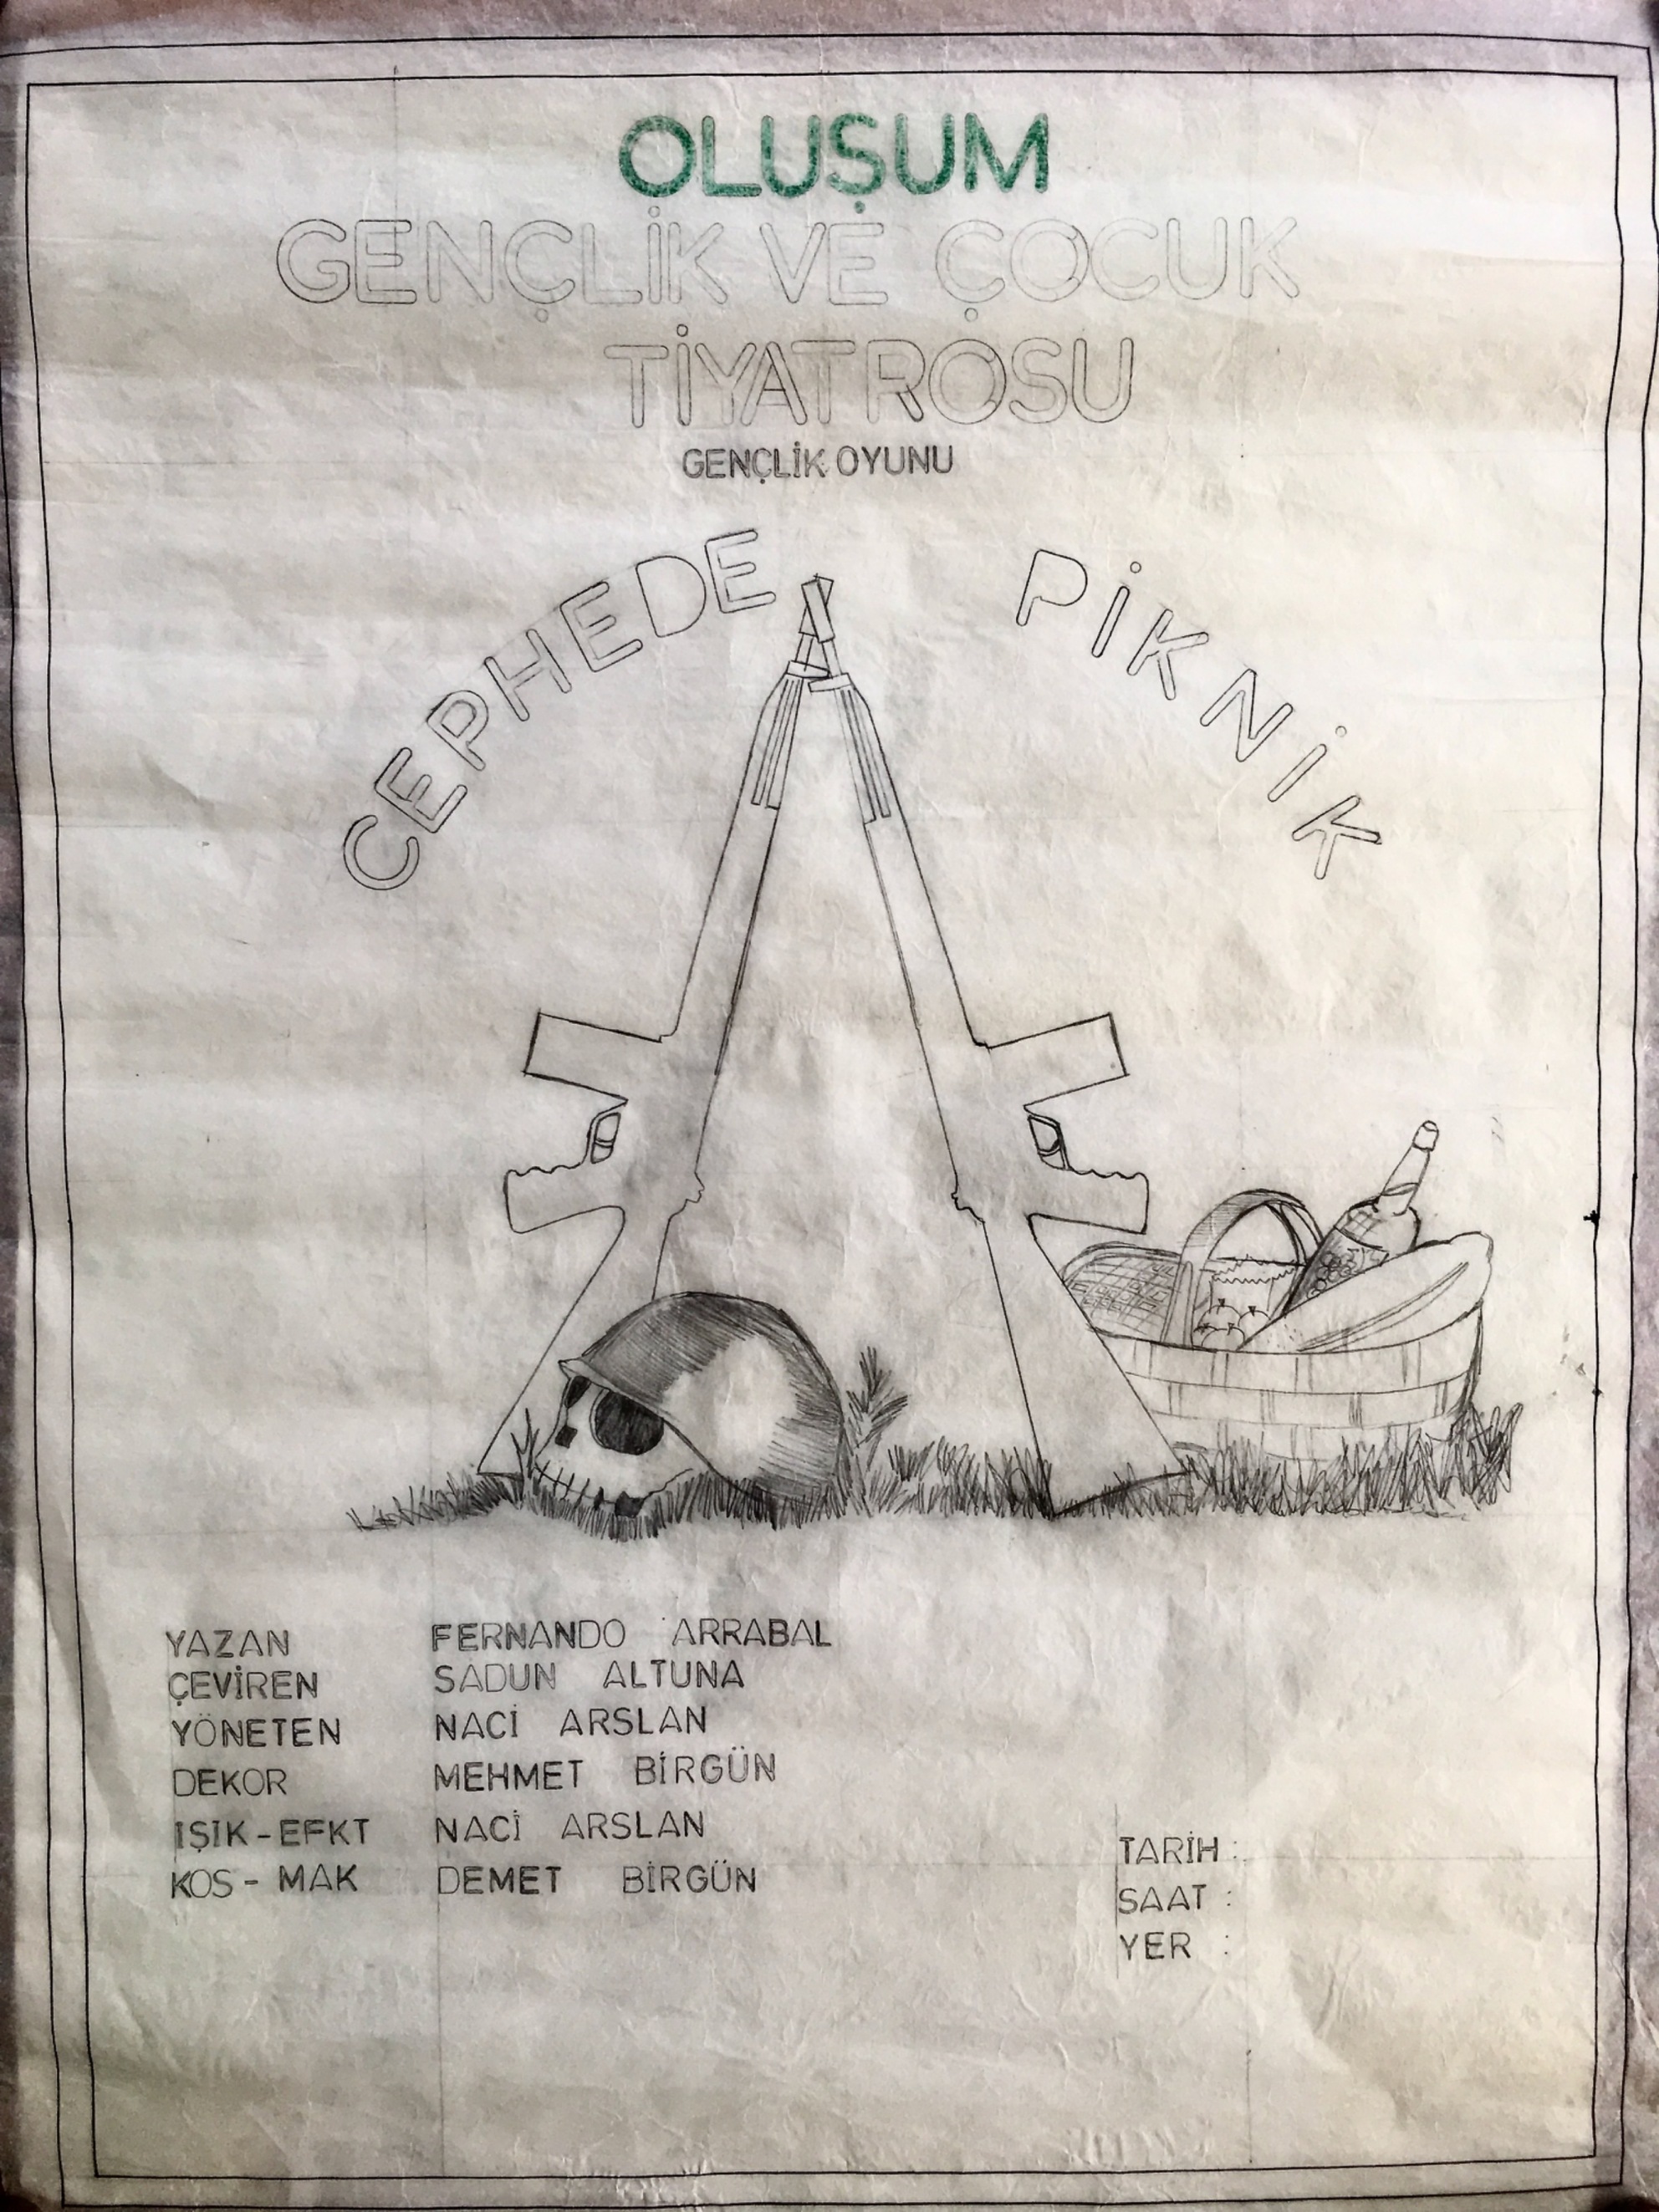 OLUŞUM
GENÇLİK VE ÇOCUK
TİYATROSU
GENÇLİK OYUNU
CEPHEDE PİKNİK
YAZAN FERNANDO ARRABAL
ÇEVİREN SADUN ALTUNA
YÖNETEN NACİ ARSLAN
DEKOR MEHMET BİRGÜN
IŞIK-EFKT NACİ ARSLAN
KOS-MAK DEMET BİRGÜN
TARİH :
SAAT :
YER :